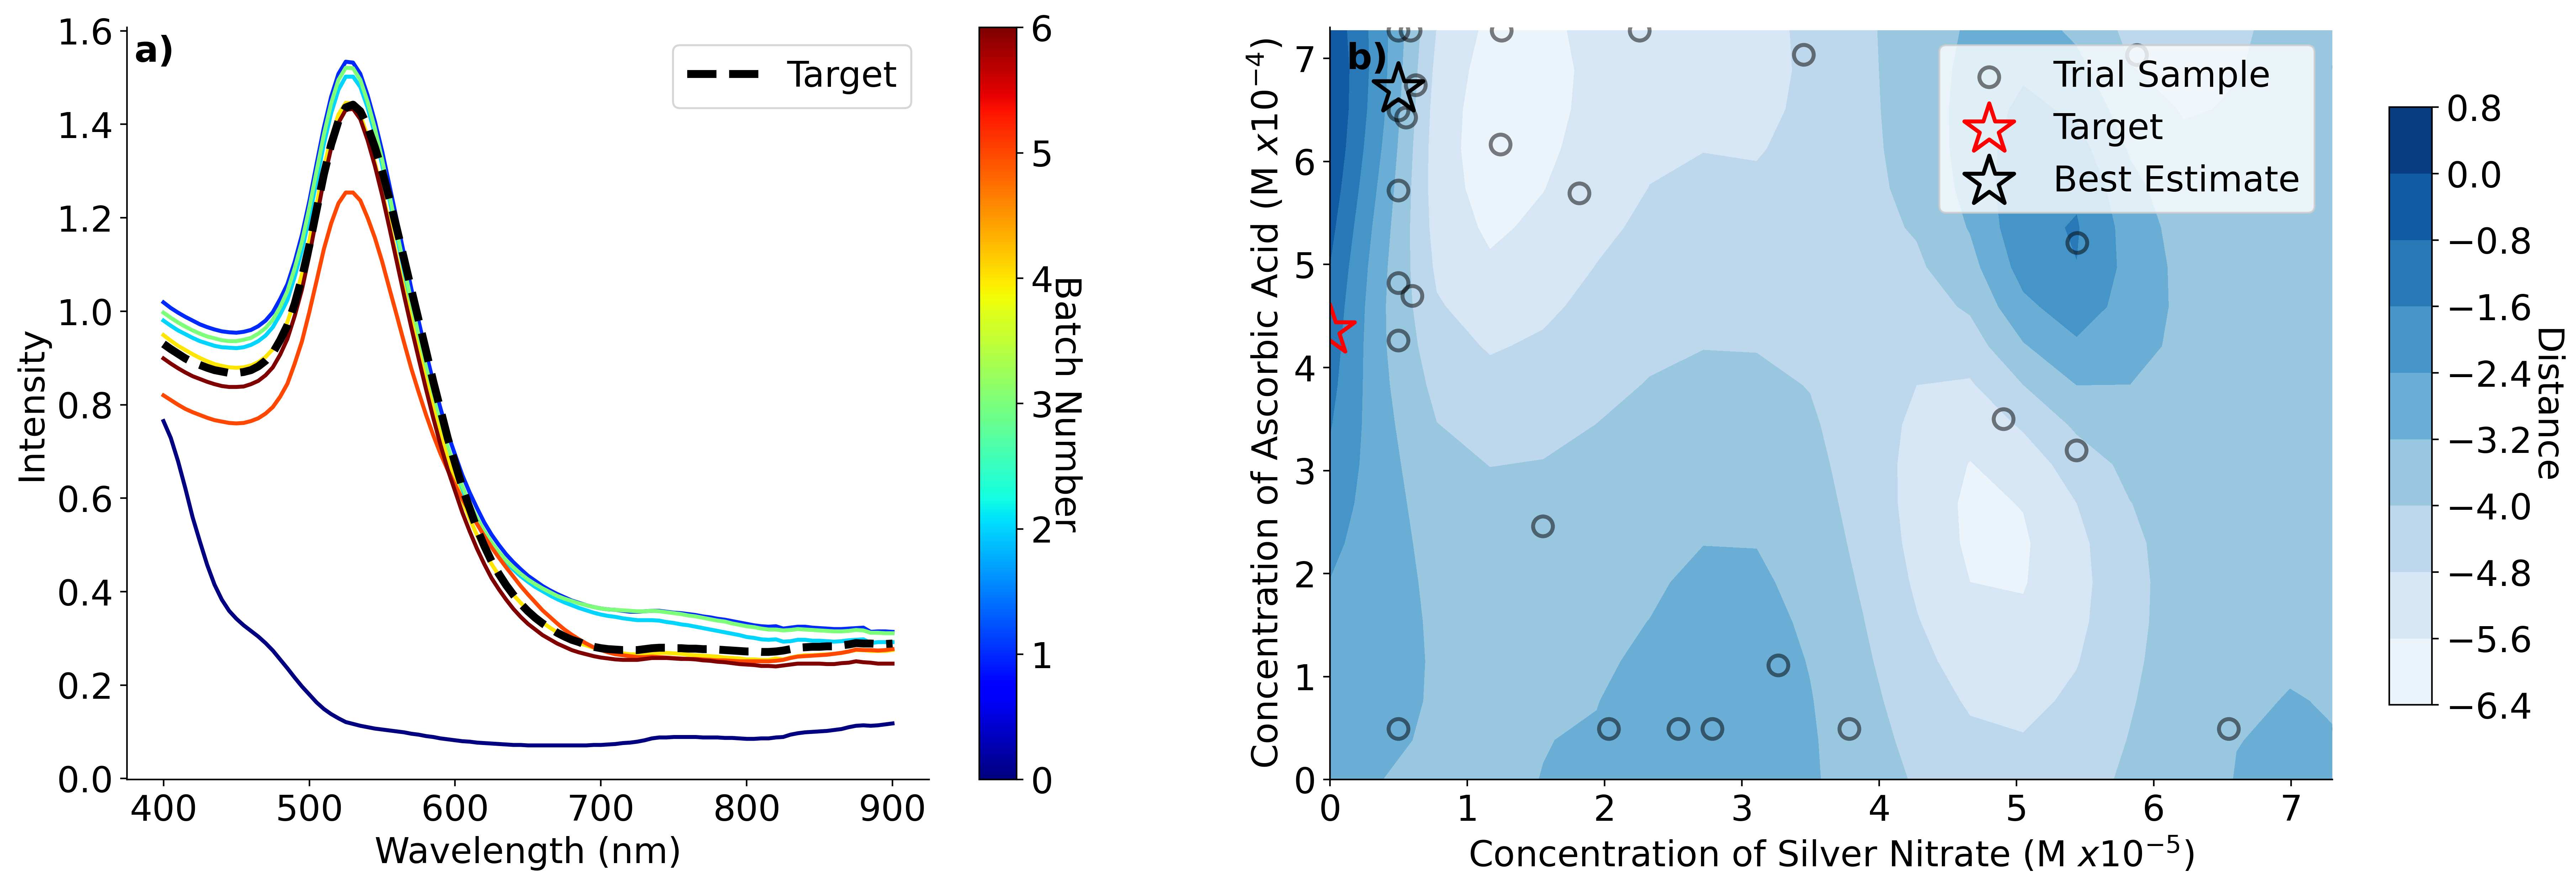 a)
Target
Intensity
1.6
1.4
1.2
1.0
0.8
0.6
0.4
0.2
0.0
400 500 600 700 800 900
Wavelength (nm)
6
5
4
3
2
1
0
Batch Number
b)
Trial Sample
Target
Best Estimate
Concentration of Ascorbic Acid (M x10⁻⁴)
7
6
5
4
3
2
1
0
0 1 2 3 4 5 6 7
Concentration of Silver Nitrate (M x10⁻⁵)
0.8
0.0
−0.8
−1.6
−2.4
−3.2
−4.0
−4.8
−5.6
−6.4
Distance